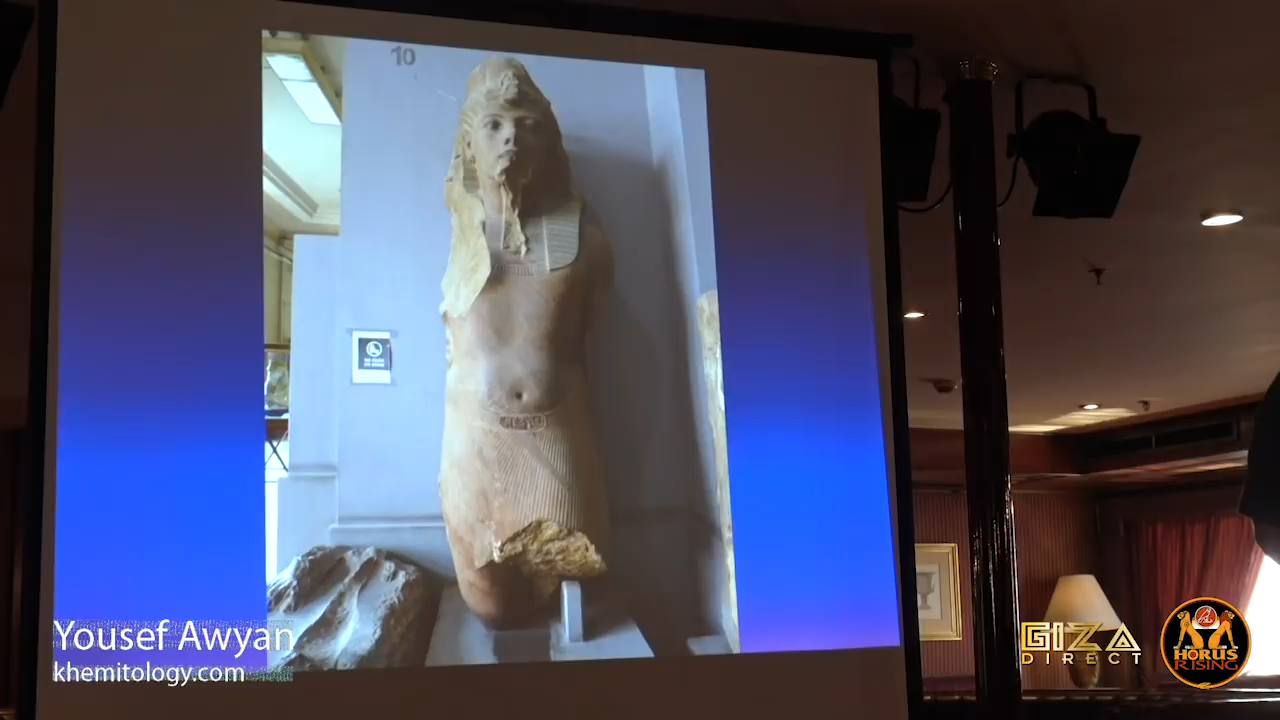 10
Yousef Awyan
khemitology.com
GIZA
DIRECT
HORUS
RISING